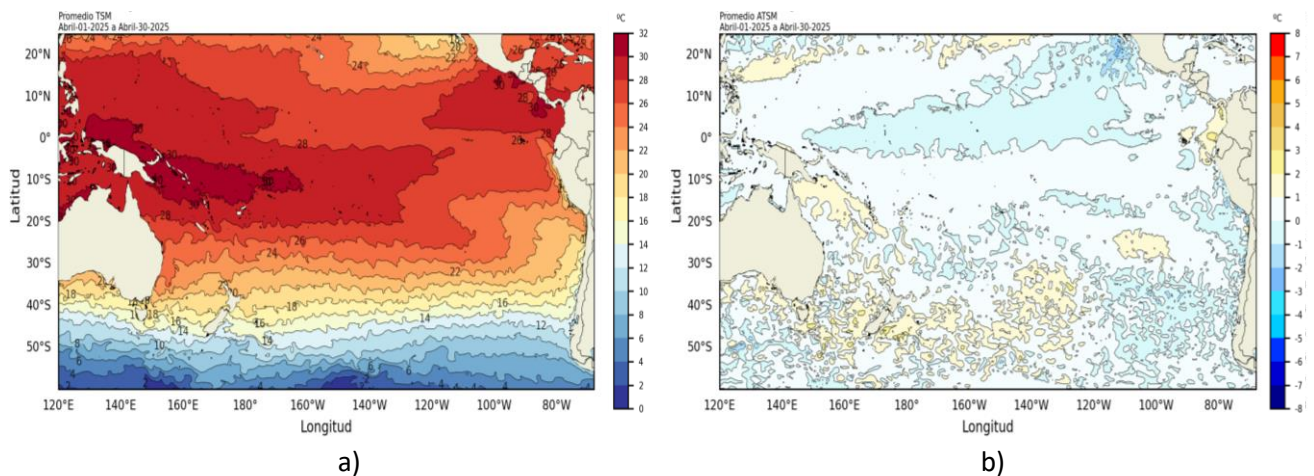 Promedio TSM
Abril-01-2025 a Abril-30-2025
ºC
20°N
10°N
0°
10°S
20°S
30°S
40°S
50°S
Latitud
120°E
140°E
160°E
180°
160°W
140°W
120°W
100°W
80°W
Longitud
32
30
28
26
24
22
20
18
16
14
12
10
8
6
4
2
0
a)
Promedio ATSM
Abril-01-2025 a Abril-30-2025
ºC
20°N
10°N
0°
10°S
20°S
30°S
40°S
50°S
Latitud
120°E
140°E
160°E
180°
160°W
140°W
120°W
100°W
80°W
Longitud
8
7
6
5
4
3
2
1
0
-1
-2
-3
-4
-5
-6
-7
-8
b)